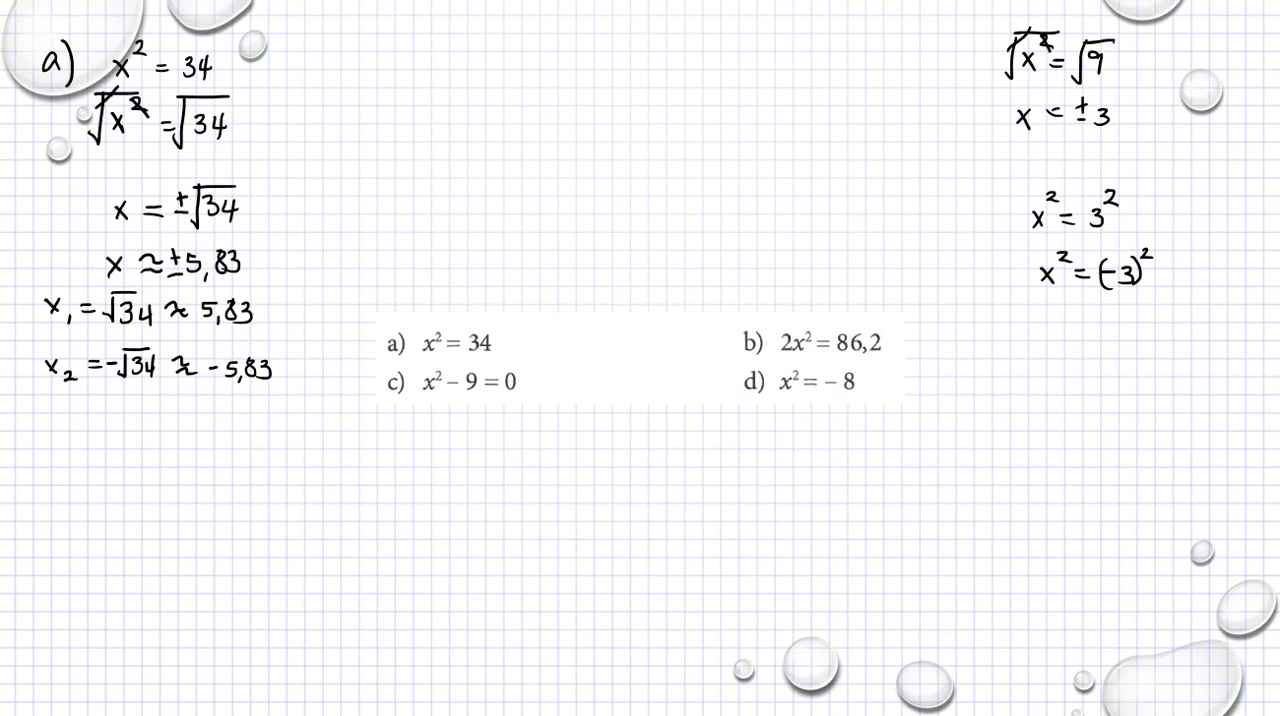 a) x² = 34
√x² = √34
x = ±√34
x ≈ ±5,83
x₁ = √34 ≈ 5,83
x₂ = -√34 ≈ -5,83
√x² = √9
x = ±3
x² = 3²
x² = (-3)²
a) x² = 34 b) 2x² = 86,2
c) x² – 9 = 0 d) x² = – 8